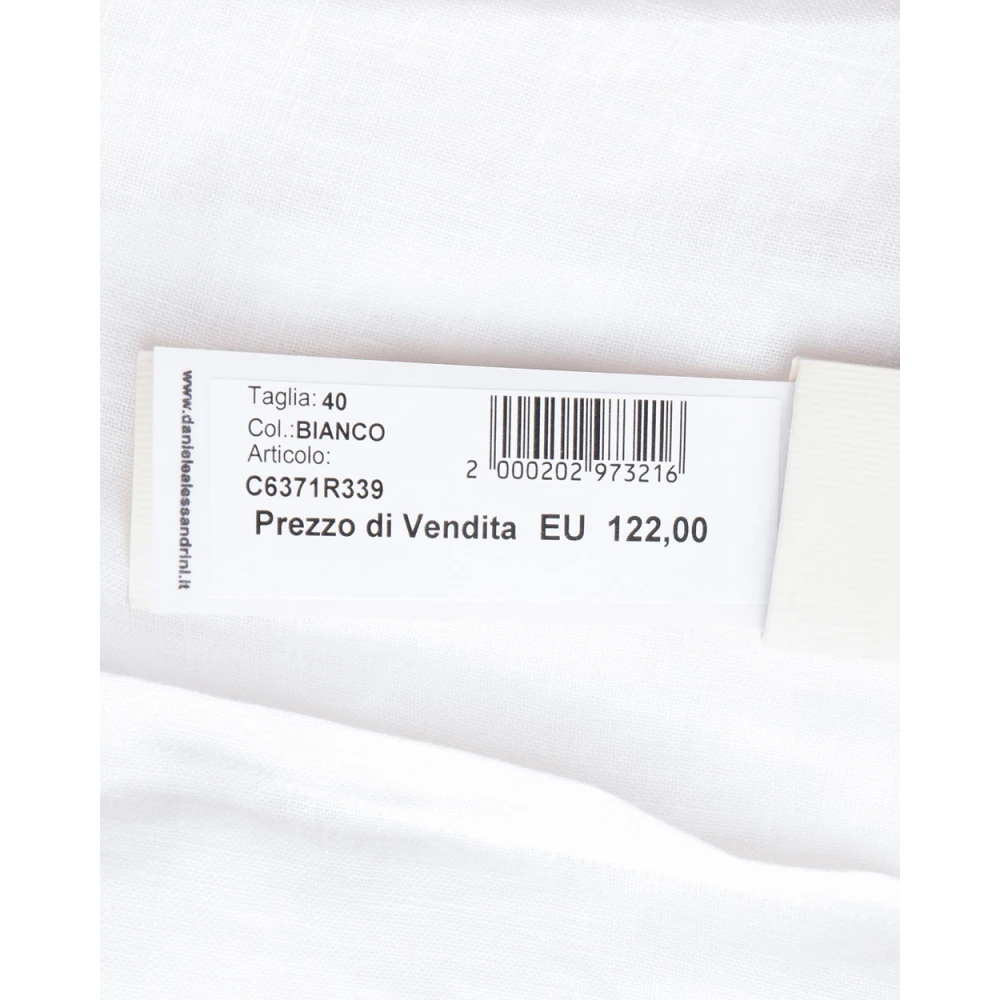 www.danielealessandrini.it
Taglia: 40
Col.:BIANCO
Articolo:
C6371R339
2 000202 973216
Prezzo di Vendita EU 122,00